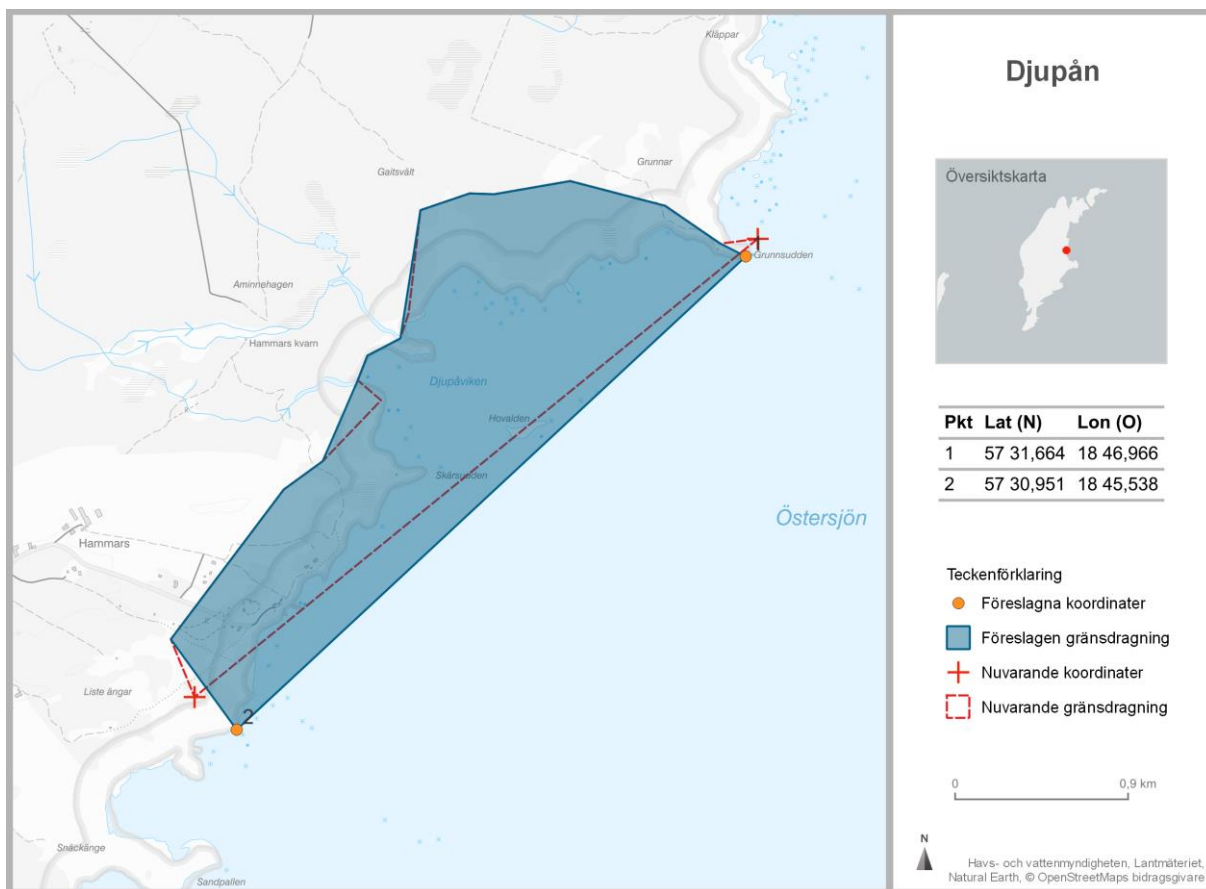 Kläppar
Grunnar
Gaitsvält
Grunnsudden
Aminnehagen
Hammars kvarn
Djupåviken
Hovalden
Skärsudden
Östersjön
Hammars
Liste ängar
2
Snäckänge
Sandpallen
Djupån
Översiktskarta
Pkt Lat (N) Lon (O)
1 57 31,664 18 46,966
2 57 30,951 18 45,538
Teckenförklaring
Föreslagna koordinater
Föreslagen gränsdragning
Nuvarande koordinater
Nuvarande gränsdragning
0 0,9 km
N
Havs- och vattenmyndigheten, Lantmäteriet,
Natural Earth, © OpenStreetMaps bidragsgivare